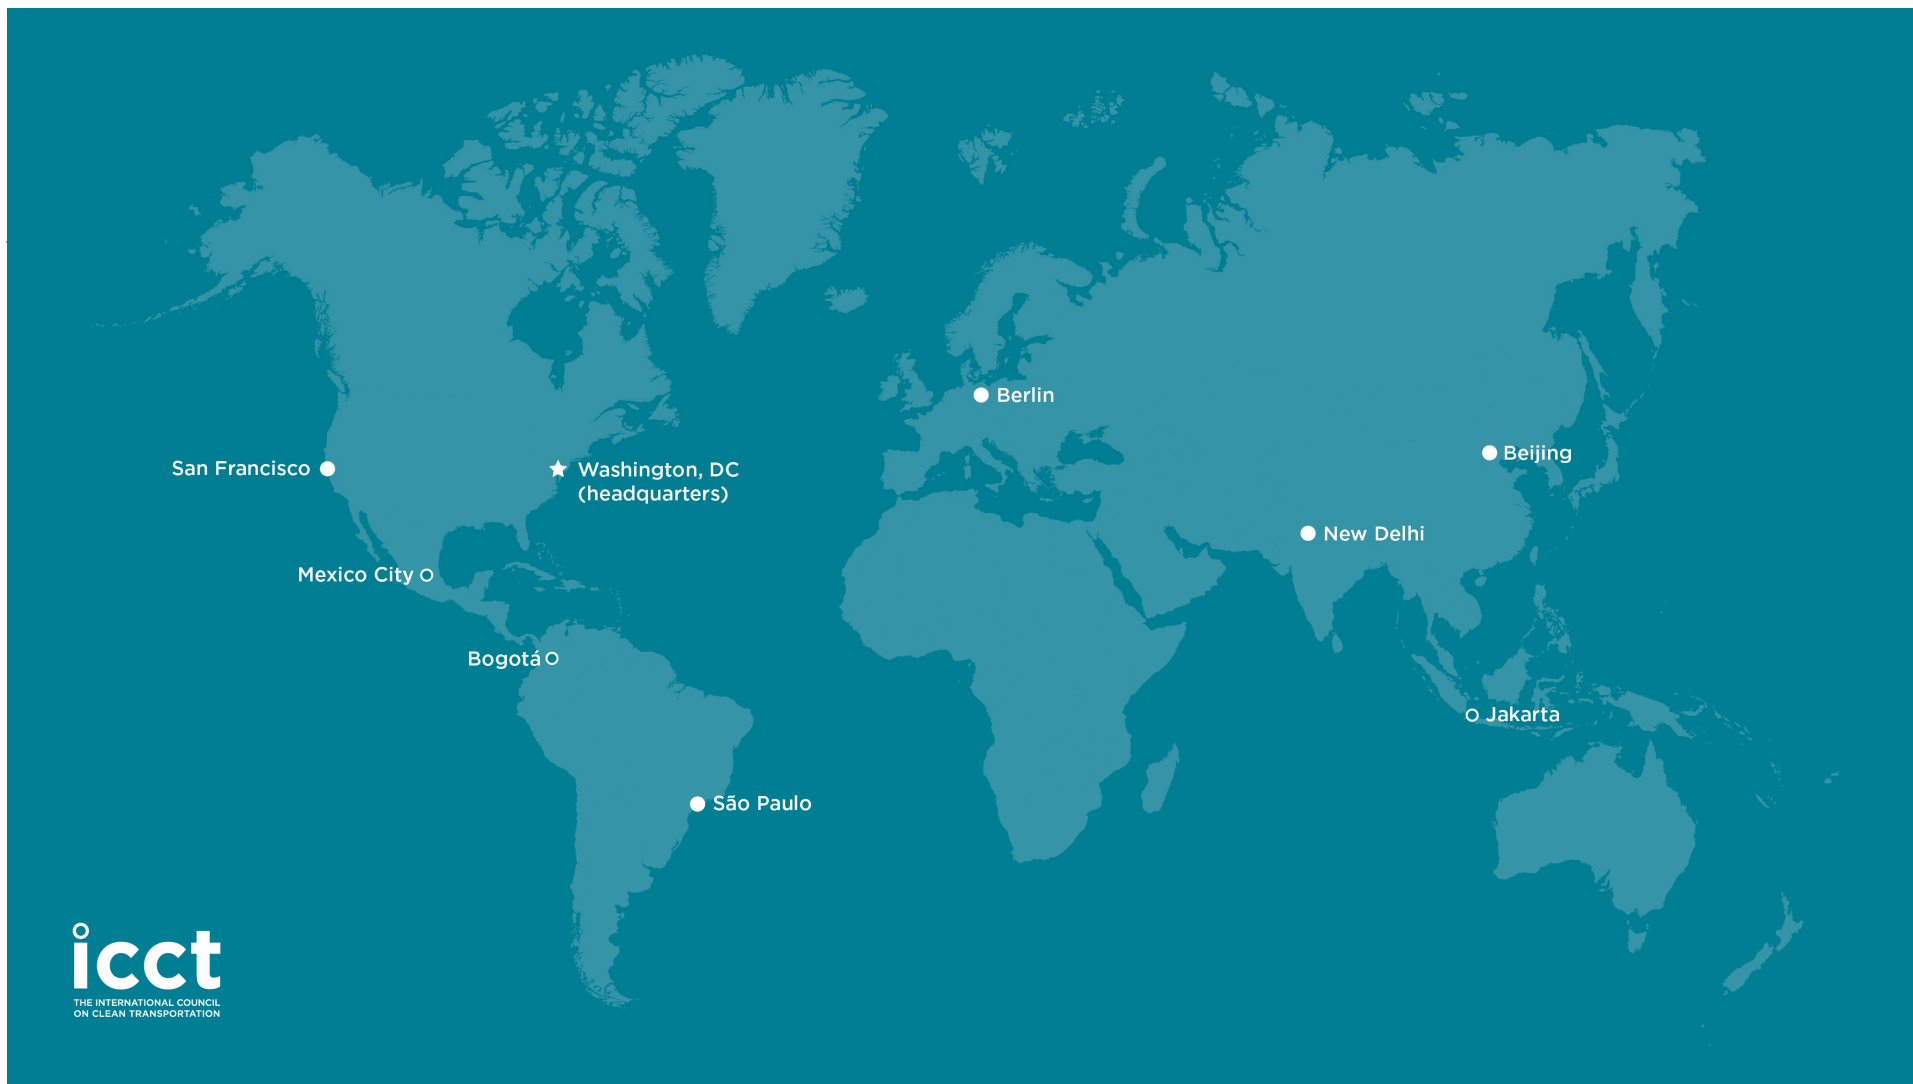 Berlin
San Francisco
Washington, DC
(headquarters)
Beijing
New Delhi
Mexico City
Bogotá
Jakarta
São Paulo
icct
THE INTERNATIONAL COUNCIL
ON CLEAN TRANSPORTATION